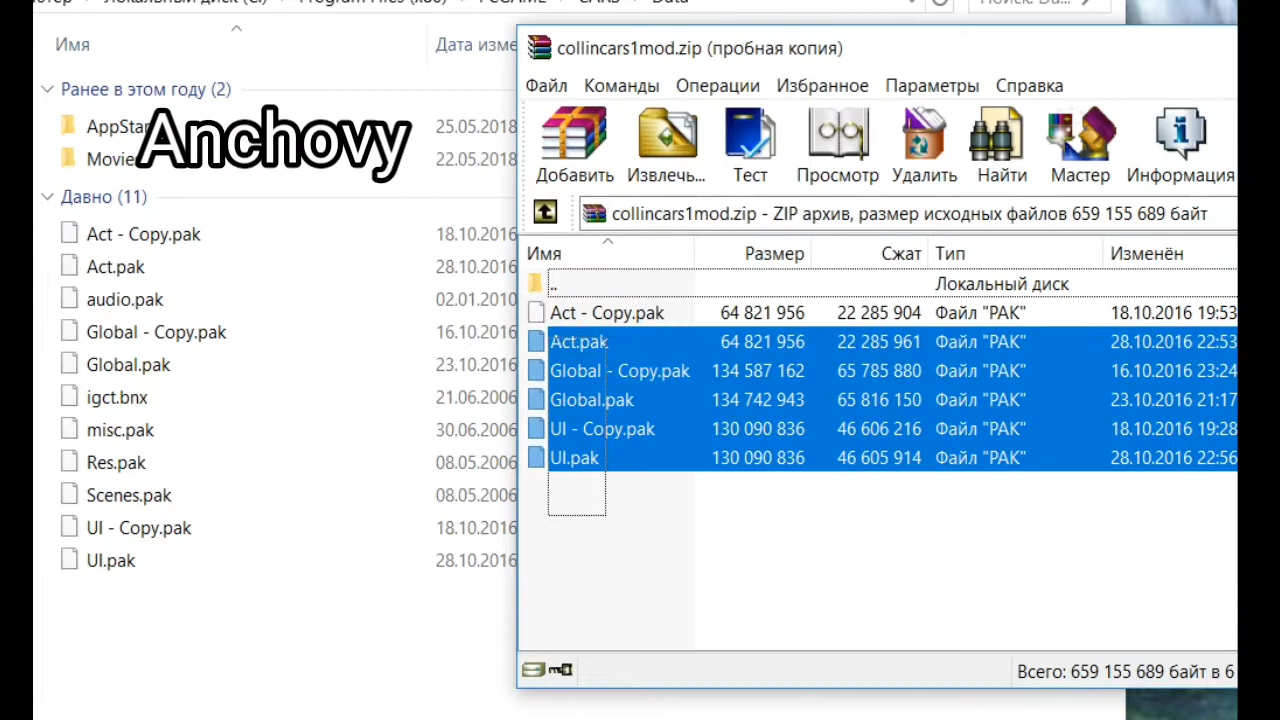 Имя
Дата изме
Ранее в этом году (2)
AppStar
25.05.2018
Movie
22.05.2018
Anchovy
Давно (11)
Act - Copy.pak
18.10.2016
Act.pak
28.10.2016
audio.pak
02.01.2010
Global - Copy.pak
16.10.2016
Global.pak
23.10.2016
igct.bnx
21.06.2006
misc.pak
30.06.2006
Res.pak
08.05.2006
Scenes.pak
08.05.2006
UI - Copy.pak
18.10.2016
UI.pak
28.10.2016
collincars1mod.zip (пробная копия)
Файл Команды Операции Избранное Параметры Справка
Добавить Извлечь... Тест Просмотр Удалить Найти Мастер Информация
collincars1mod.zip - ZIP архив, размер исходных файлов 659 155 689 байт
Имя Размер Сжат Тип Изменён
.. Локальный диск
Act - Copy.pak 64 821 956 22 285 904 Файл "PAK" 18.10.2016 19:53
Act.pak 64 821 956 22 285 961 Файл "PAK" 28.10.2016 22:53
Global - Copy.pak 134 587 162 65 785 880 Файл "PAK" 16.10.2016 23:24
Global.pak 134 742 943 65 816 150 Файл "PAK" 23.10.2016 21:17
UI - Copy.pak 130 090 836 46 606 216 Файл "PAK" 18.10.2016 19:28
UI.pak 130 090 836 46 605 914 Файл "PAK" 28.10.2016 22:56
Всего: 659 155 689 байт в 6